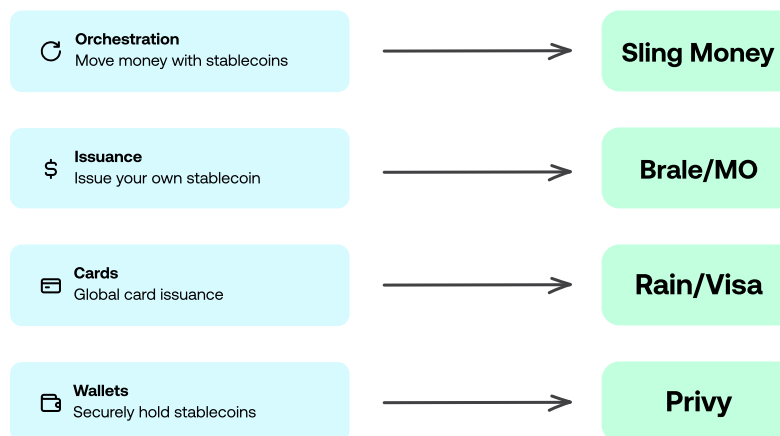 Orchestration
Move money with stablecoins
Sling Money
Issuance
Issue your own stablecoin
Brale/MO
Cards
Global card issuance
Rain/Visa
Wallets
Securely hold stablecoins
Privy